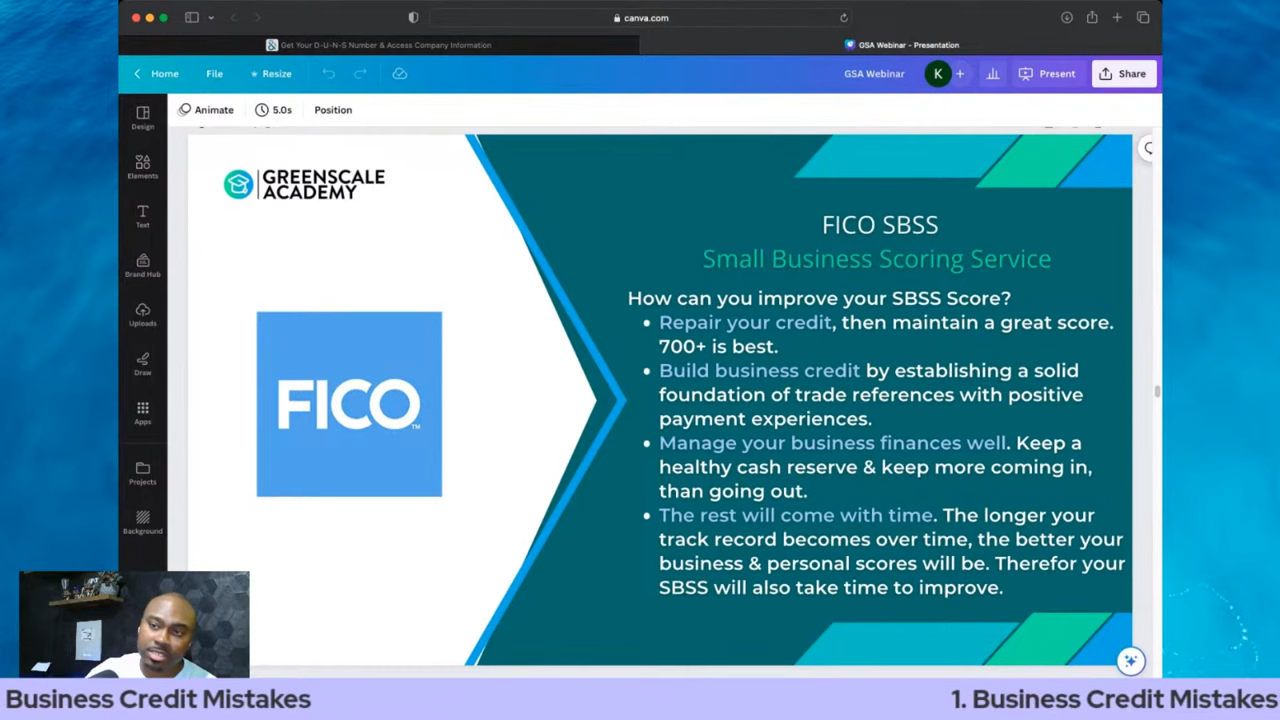 canva.com
Get Your D-U-N-S Number & Access Company Information
GSA Webinar - Presentation
Home
File
Resize
GSA Webinar
K
Present
Share
Animate
5.0s
Position
Design
Elements
Text
Brand Hub
Uploads
Draw
Apps
Projects
Background
GREENSCALE
ACADEMY
FICO SBSS
Small Business Scoring Service
How can you improve your SBSS Score?
Repair your credit, then maintain a great score.
700+ is best.
Build business credit by establishing a solid
foundation of trade references with positive
payment experiences.
Manage your business finances well. Keep a
healthy cash reserve & keep more coming in,
than going out.
The rest will come with time. The longer your
track record becomes over time, the better your
business & personal scores will be. Therefor your
SBSS will also take time to improve.
FICO™
Business Credit Mistakes
1. Business Credit Mistakes